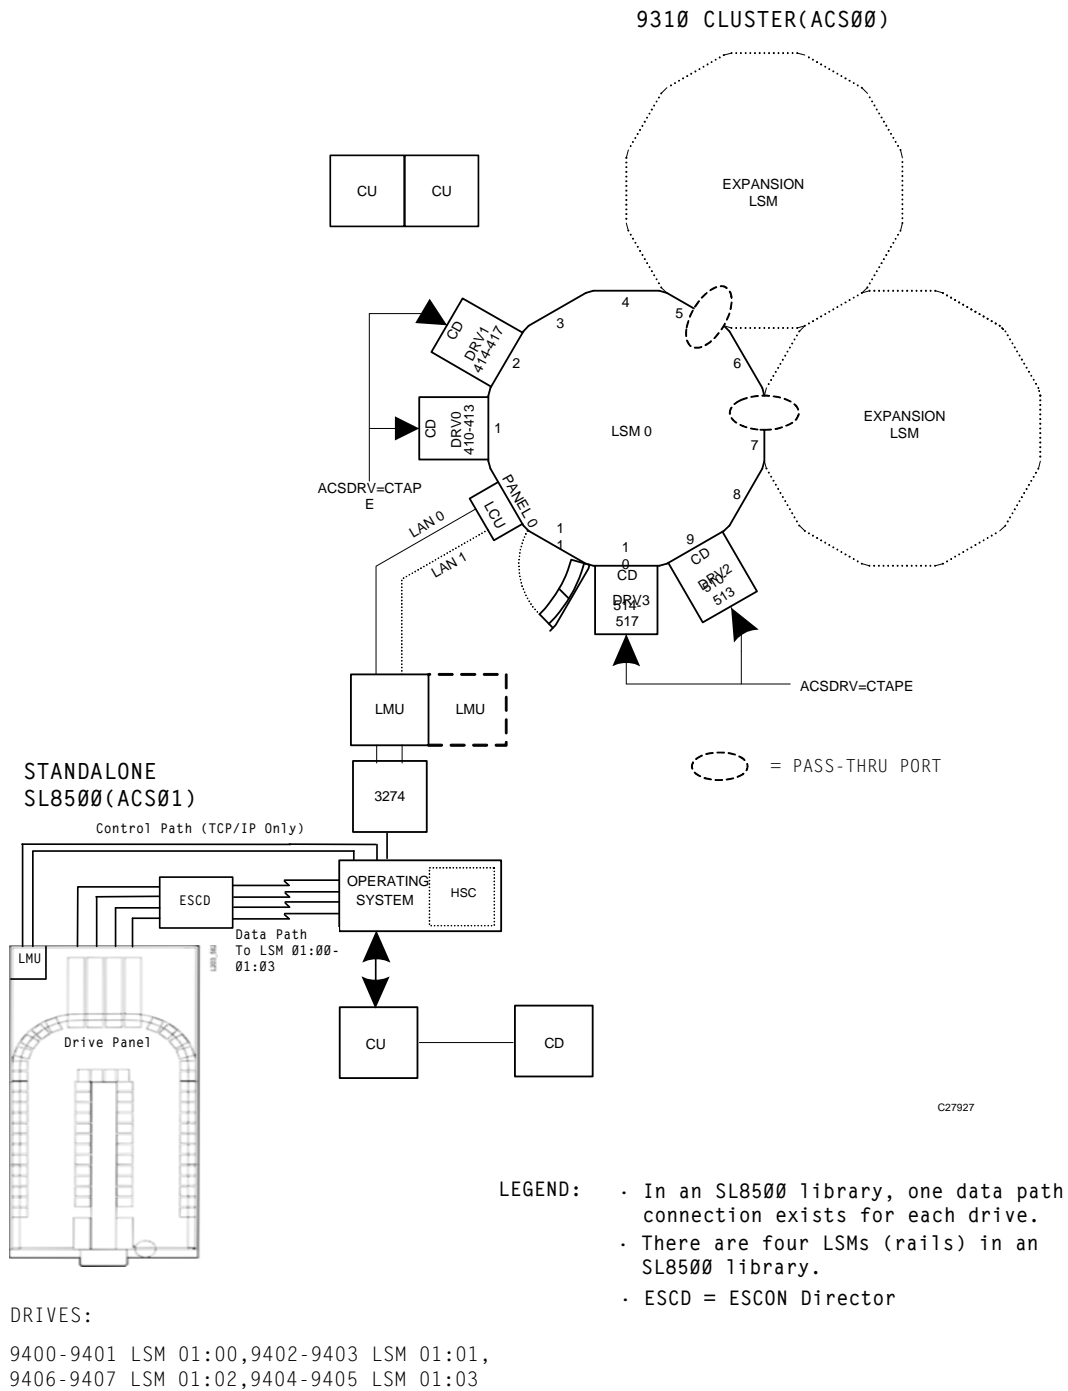 9310 CLUSTER(ACS00)
CU
CU
EXPANSION
LSM
EXPANSION
LSM
CD
DRV1
414-417
CD
DRV0
410-413
1
2
3
4
5
6
7
8
9
10
11
LSM 0
PANEL 0
LCU
ACSDRV=CTAP
E
LAN 0
LAN 1
CD
DRV2
510-
513
CD
DRV3
514-
517
ACSDRV=CTAPE
LMU
LMU
= PASS-THRU PORT
3274
STANDALONE
SL8500(ACS01)
Control Path (TCP/IP Only)
OPERATING
SYSTEM
HSC
ESCD
Data Path
To LSM 01:00-
01:03
LMU
Drive Panel
CU
CD
C27927
LEGEND:
· In an SL8500 library, one data path
connection exists for each drive.
· There are four LSMs (rails) in an
SL8500 library.
· ESCD = ESCON Director
DRIVES:
9400-9401 LSM 01:00,9402-9403 LSM 01:01,
9406-9407 LSM 01:02,9404-9405 LSM 01:03